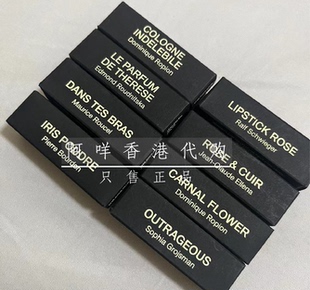 COLOGNE
INDELEBILE
Dominique Ropion
LE PARFUM
DE THERESE
Edmond Roudnitska
DANS TES BRAS
Maurice Roucel
IRIS POUDRE
Pierre Bourdon
LIPSTICK ROSE
Ralf Schwieger
ROSE & CUIR
Jean-Claude Ellena
CARNAL FLOWER
Dominique Ropion
OUTRAGEOUS
Sophia Grojsman
咩香港代购
只售正品